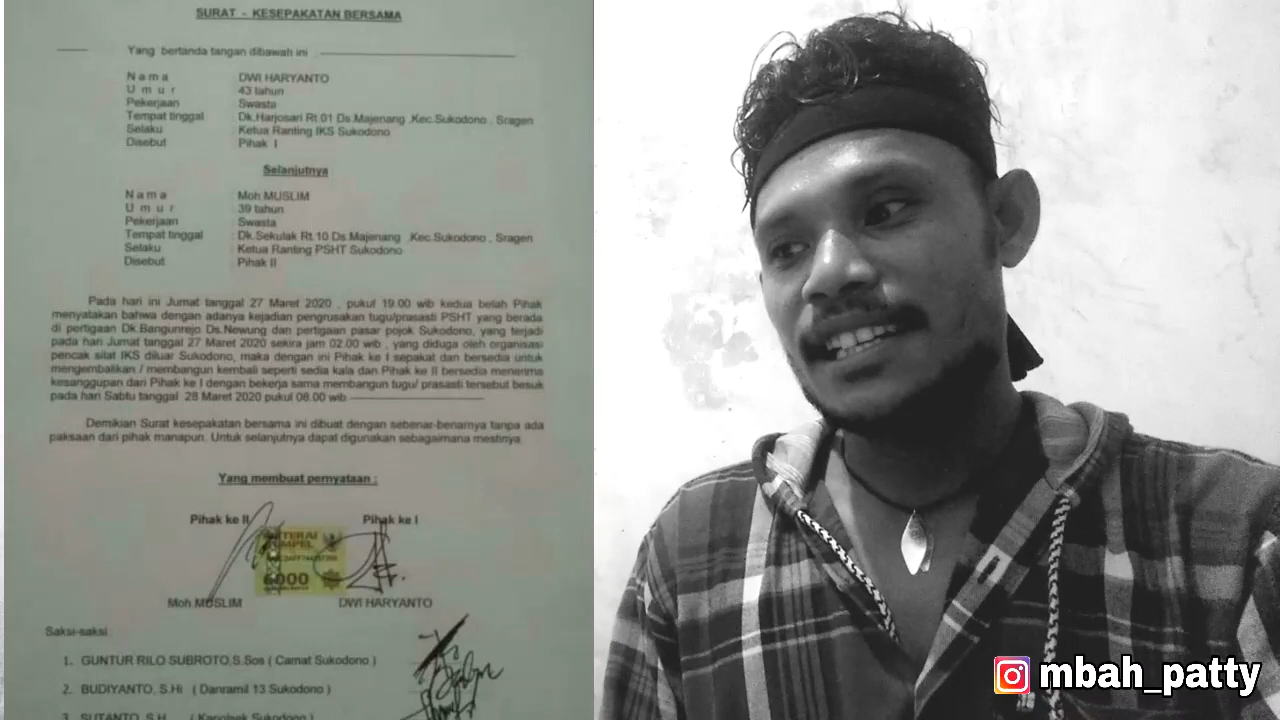 SURAT - KESEPAKATAN BERSAMA
Yang bertanda tangan dibawah ini
Nama : DWI HARYANTO
Umur : 43 tahun
Pekerjaan : Swasta
Tempat tinggal : Dk.Harjosari Rt.01 Ds.Majenang ,Kec.Sukodono , Sragen
Selaku : Ketua Ranting IKS Sukodono
Disebut : Pihak I
Selanjutnya
Nama : Moh MUSLIM
Umur : 39 tahun
Pekerjaan : Swasta
Tempat tinggal : Dk.Sekulak Rt.10 Ds.Majenang ,Kec.Sukodono , Sragen
Selaku : Ketua Ranting PSHT Sukodono
Disebut : Pihak II
Pada hari ini Jumat tanggal 27 Maret 2020 , pukul 19.00 wib kedua belah Pihak
menyatakan bahwa dengan adanya kejadian pengrusakan tugu/prasasti PSHT yang berada
di pertigaan Dk.Bangunrejo Ds.Newung dan pertigaan pasar pojok Sukodono, yang terjadi
pada hari Jumat tanggal 27 Maret 2020 sekira jam 02.00 wib , yang diduga oleh organisasi
pencak silat IKS diluar Sukodono, maka dengan ini Pihak ke I sepakat dan bersedia untuk
mengembalikan / membangun kembali seperti sedia kala dan Pihak ke II bersedia menerima
kesanggupan dari Pihak ke I dengan bekerja sama membangun tugu/ prasasti tersebut besuk
pada hari Sabtu tanggal 28 Maret 2020 pukul 08.00 wib
Demikian Surat kesepakatan bersama ini dibuat dengan sebenar-benarnya tanpa ada
paksaan dari pihak manapun. Untuk selanjutnya dapat digunakan sebagaimana mestinya
Yang membuat pernyataan :
Pihak ke II Pihak ke I
6000
Moh MUSLIM DWI HARYANTO
Saksi-saksi
1. GUNTUR RILO SUBROTO,S.Sos ( Camat Sukodono )
2. BUDIYANTO, S.Hi ( Danramil 13 Sukodono )
3. SUTANTO, S.H. ( Kapolsek Sukodono )
mbah_patty